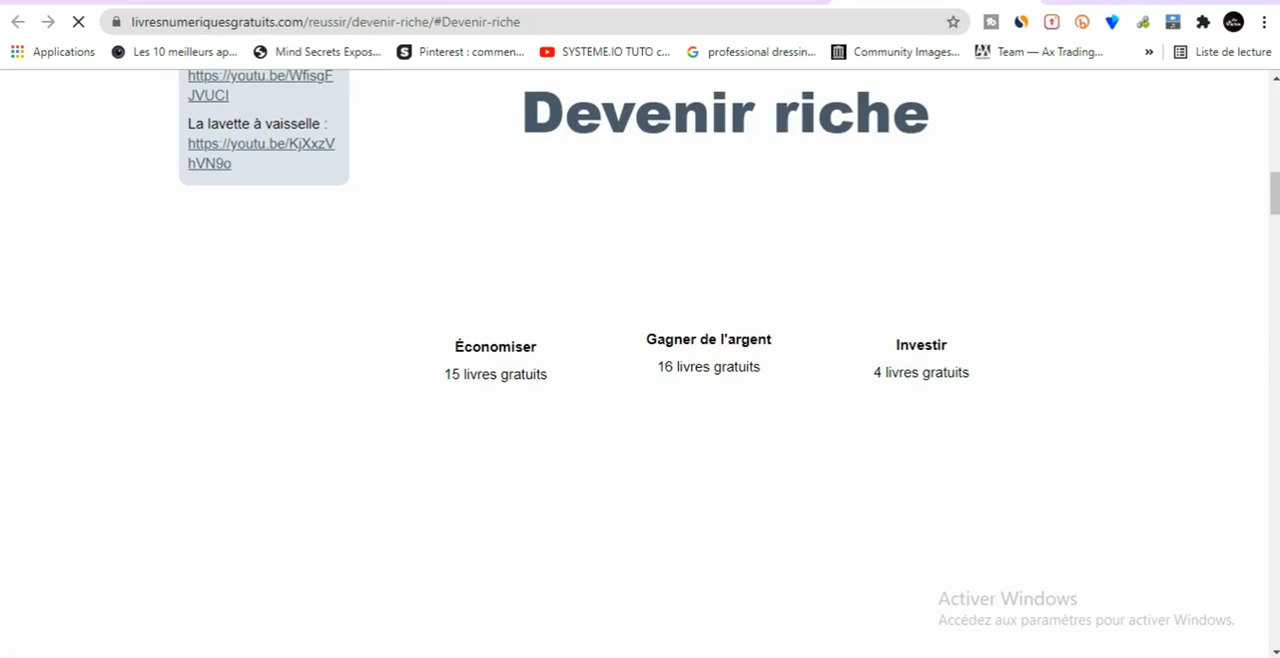 livresnumeriquesgratuits.com/reussir/devenir-riche/#Devenir-riche
Applications
Les 10 meilleurs ap...
Mind Secrets Expos...
Pinterest : commen...
SYSTEME.IO TUTO c...
professional dressin...
Community Images...
Team — Ax Trading...
»
Liste de lecture
https://youtu.be/WfisgF
JVUCI
La lavette à vaisselle :
https://youtu.be/KjXxzV
hVN9o
Devenir riche
Économiser
15 livres gratuits
Gagner de l'argent
16 livres gratuits
Investir
4 livres gratuits
Activer Windows
Accédez aux paramètres pour activer Windows.